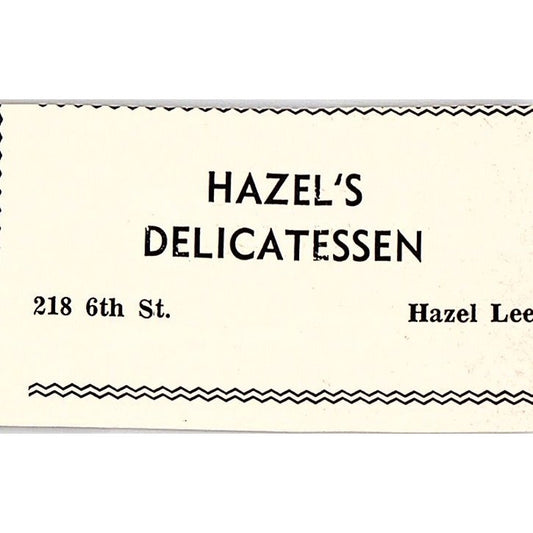 HAZEL'S
DELICATESSEN
218 6th St. Hazel Lee